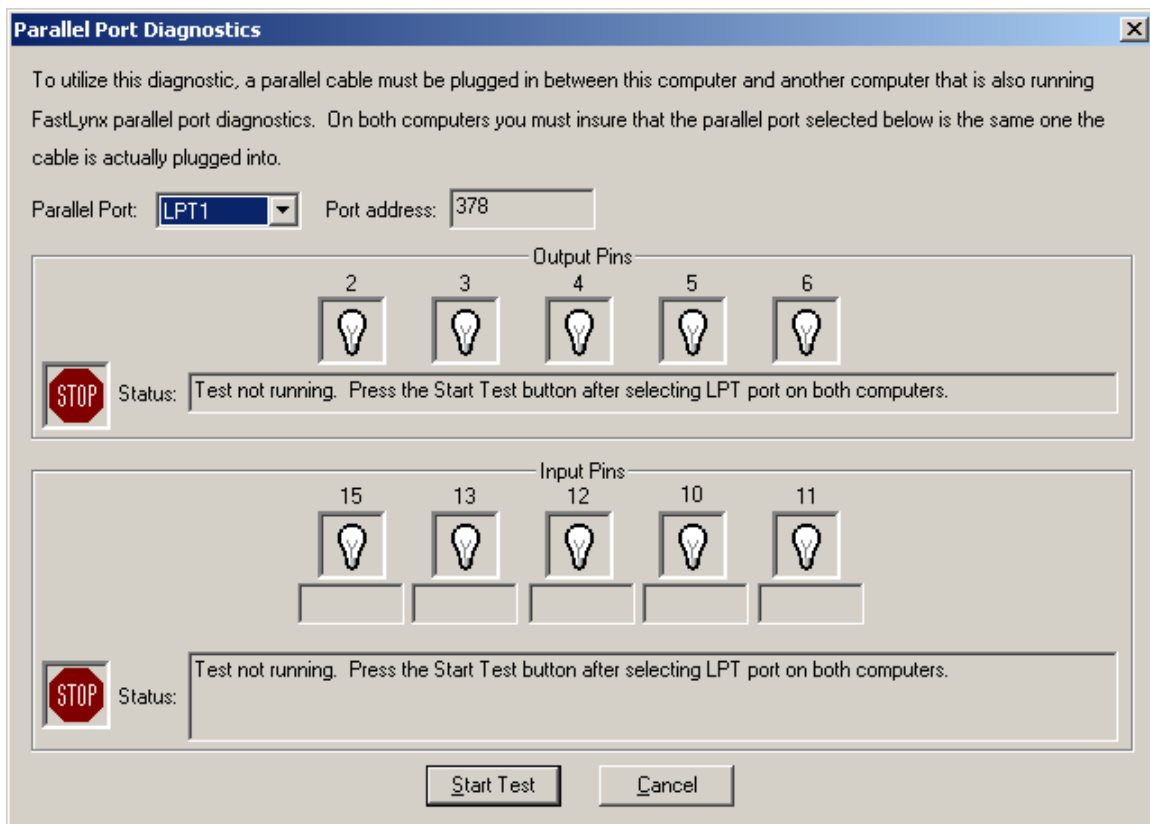 Parallel Port Diagnostics
To utilize this diagnostic, a parallel cable must be plugged in between this computer and another computer that is also running
FastLynx parallel port diagnostics.  On both computers you must insure that the parallel port selected below is the same one the
cable is actually plugged into.
Parallel Port: LPT1 Port address: 378
Output Pins
2 3 4 5 6
STOP Status: Test not running.  Press the Start Test button after selecting LPT port on both computers.
Input Pins
15 13 12 10 11
Test not running.  Press the Start Test button after selecting LPT port on both computers.
STOP Status:
Start Test Cancel